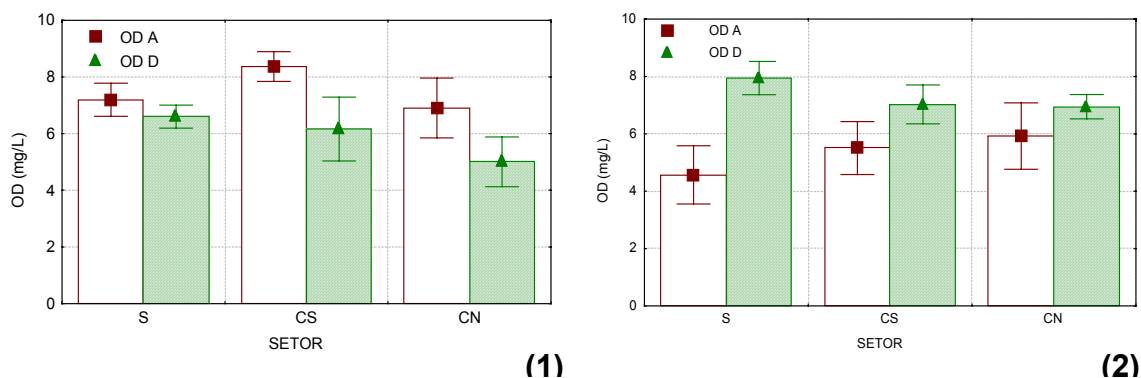 10
8
6
4
2
0
OD (mg/L)
OD A
OD D
S CS CN
SETOR
(1)
10
8
6
4
2
0
OD (mg/L)
OD A
OD D
S CS CN
SETOR
(2)